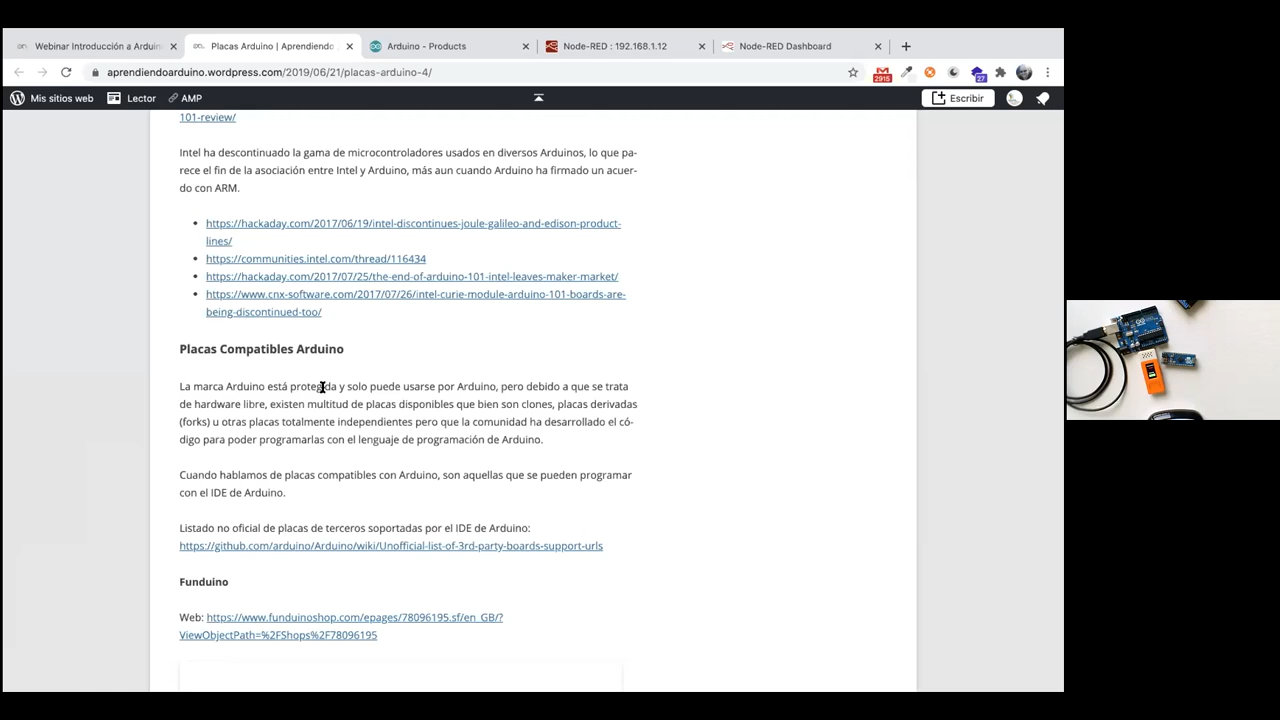 Webinar Introducción a Arduin
Placas Arduino | Aprendiendo
Arduino - Products
Node-RED : 192.168.1.12
Node-RED Dashboard
aprendiendoarduino.wordpress.com/2019/06/21/placas-arduino-4/
2915
27
Mis sitios web
Lector
AMP
Escribir
101-review/
Intel ha descontinuado la gama de microcontroladores usados en diversos Arduinos, lo que pa-
rece el fin de la asociación entre Intel y Arduino, más aun cuando Arduino ha firmado un acuer-
do con ARM.
https://hackaday.com/2017/06/19/intel-discontinues-joule-galileo-and-edison-product-
lines/
https://communities.intel.com/thread/116434
https://hackaday.com/2017/07/25/the-end-of-arduino-101-intel-leaves-maker-market/
https://www.cnx-software.com/2017/07/26/intel-curie-module-arduino-101-boards-are-
being-discontinued-too/
Placas Compatibles Arduino
La marca Arduino está protegida y solo puede usarse por Arduino, pero debido a que se trata
de hardware libre, existen multitud de placas disponibles que bien son clones, placas derivadas
(forks) u otras placas totalmente independientes pero que la comunidad ha desarrollado el có-
digo para poder programarlas con el lenguaje de programación de Arduino.
Cuando hablamos de placas compatibles con Arduino, son aquellas que se pueden programar
con el IDE de Arduino.
Listado no oficial de placas de terceros soportadas por el IDE de Arduino:
https://github.com/arduino/Arduino/wiki/Unofficial-list-of-3rd-party-boards-support-urls
Funduino
Web: https://www.funduinoshop.com/epages/78096195.sf/en_GB/?
ViewObjectPath=%2FShops%2F78096195